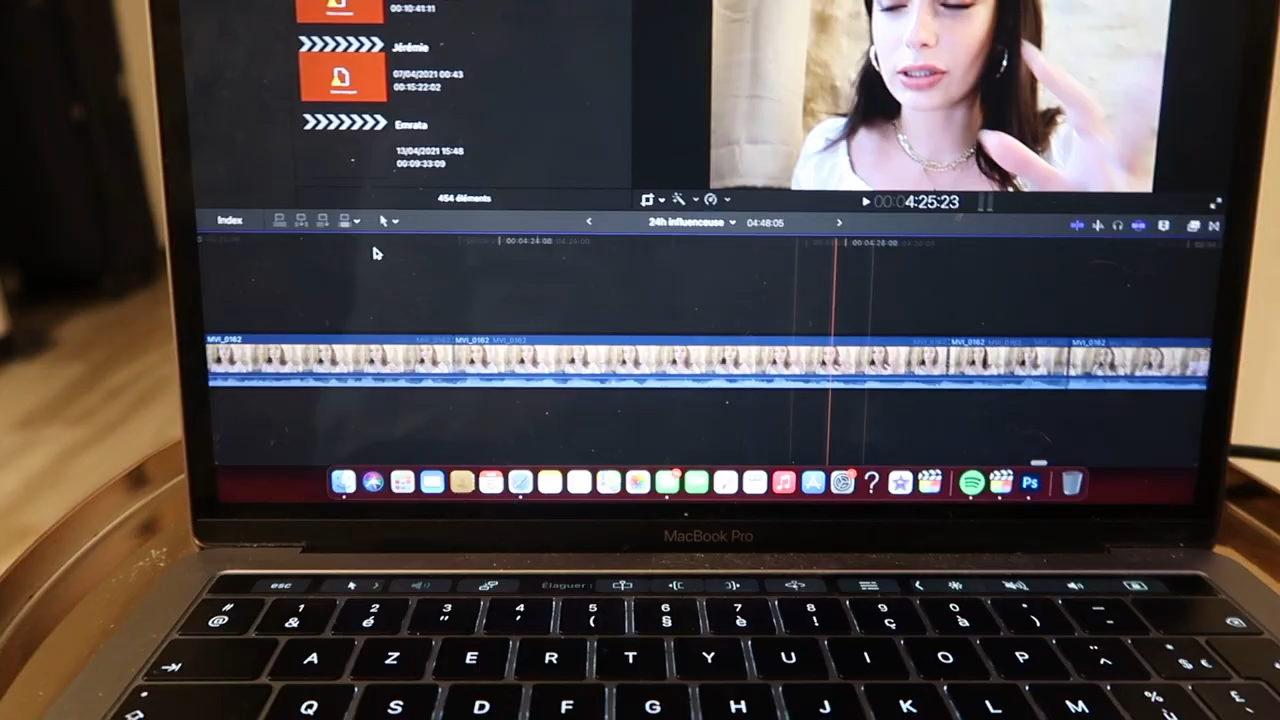 00:10:41:11
Jérémie
07/04/2021 00:43
00:15:22:02
Emrata
13/04/2021 15:48
00:09:33:09
454 éléments
00:04:25:23
Index
24h influenceuse
04:48:05
00:04:24:00
00:04:26:00
MVI_0162
MVI_0162 MVI_0162
MVI_0162
MVI_0162
Ps
MacBook Pro
esc
Élaguer :
# 1 2 3 4 5 6 7 8 9 0 ° _
@ & é " ' ( § è ! ç à ) -
A Z E R T Y U I O P ¨ ^ * $ €
Q S D F G H J K L M % £